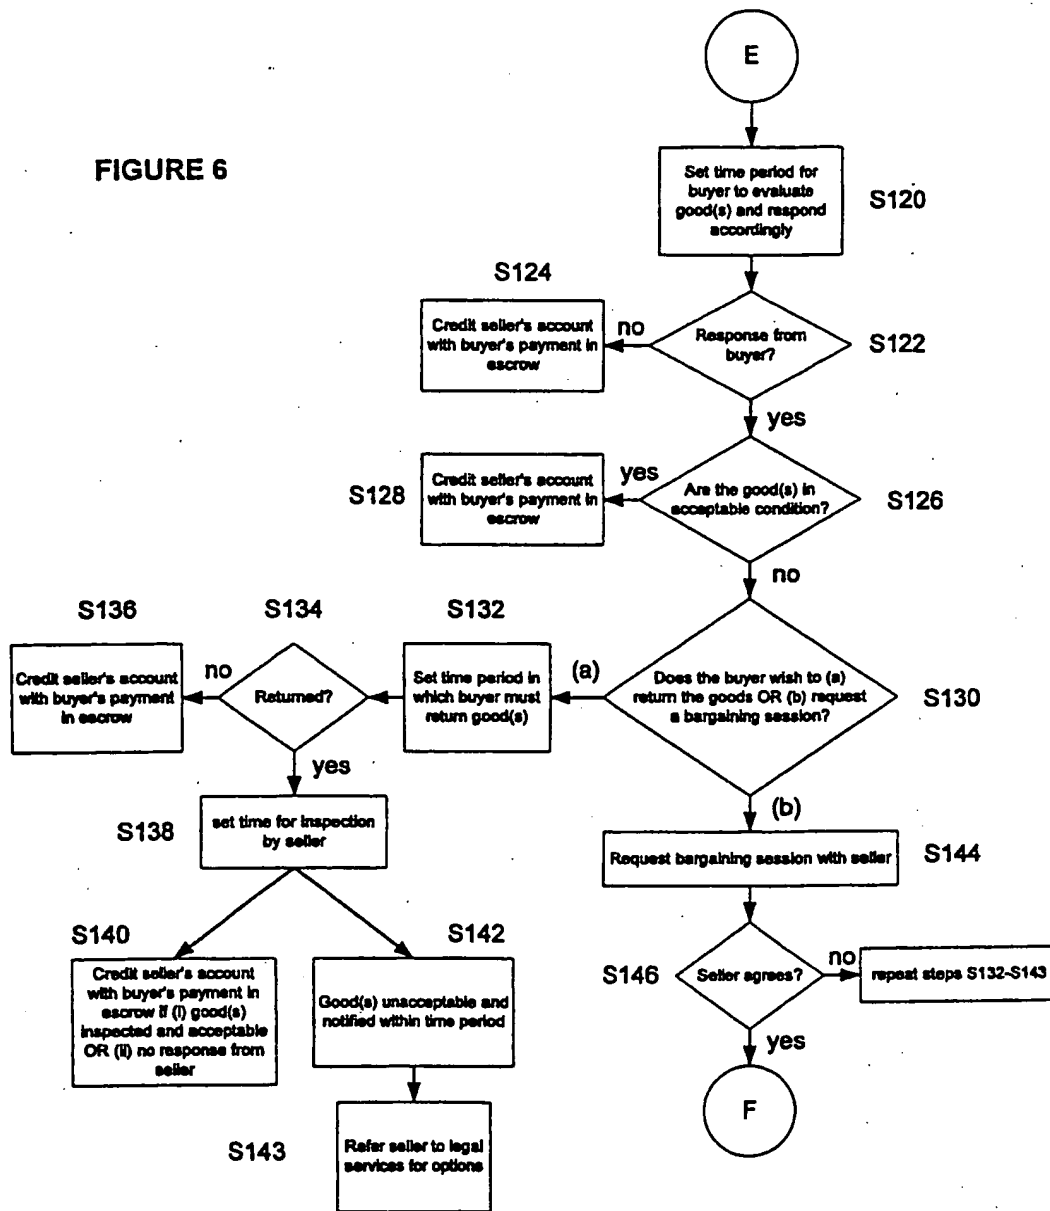 E
FIGURE 6
Set time period for
buyer to evaluate
good(s) and respond
accordingly
S120
S124
Credit seller's account
with buyer's payment in
escrow
no
Response from
buyer?
S122
yes
S128
Credit seller's account
with buyer's payment in
escrow
yes
Are the good(s) in
acceptable condition?
S126
no
S136
S134
S132
Credit seller's account
with buyer's payment
in escrow
no
Returned?
Set time period in
which buyer must
return good(s)
(a)
Does the buyer wish to (a)
return the goods OR (b) request
a bargaining session?
S130
yes
(b)
S138
set time for inspection
by seller
Request bargaining session with seller
S144
S140
S142
Credit seller's account
with buyer's payment in
escrow if (i) good(s)
inspected and acceptable
OR (ii) no response from
seller
Good(s) unacceptable and
notified within time period
S146
Seller agrees?
no
repeat steps S132-S143
yes
F
S143
Refer seller to legal
services for options